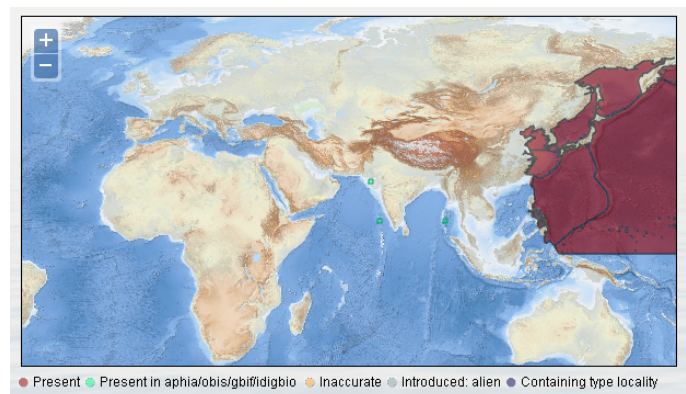 +
−
Present Present in aphia/obis/gbif/idigbio Inaccurate Introduced: alien Containing type locality